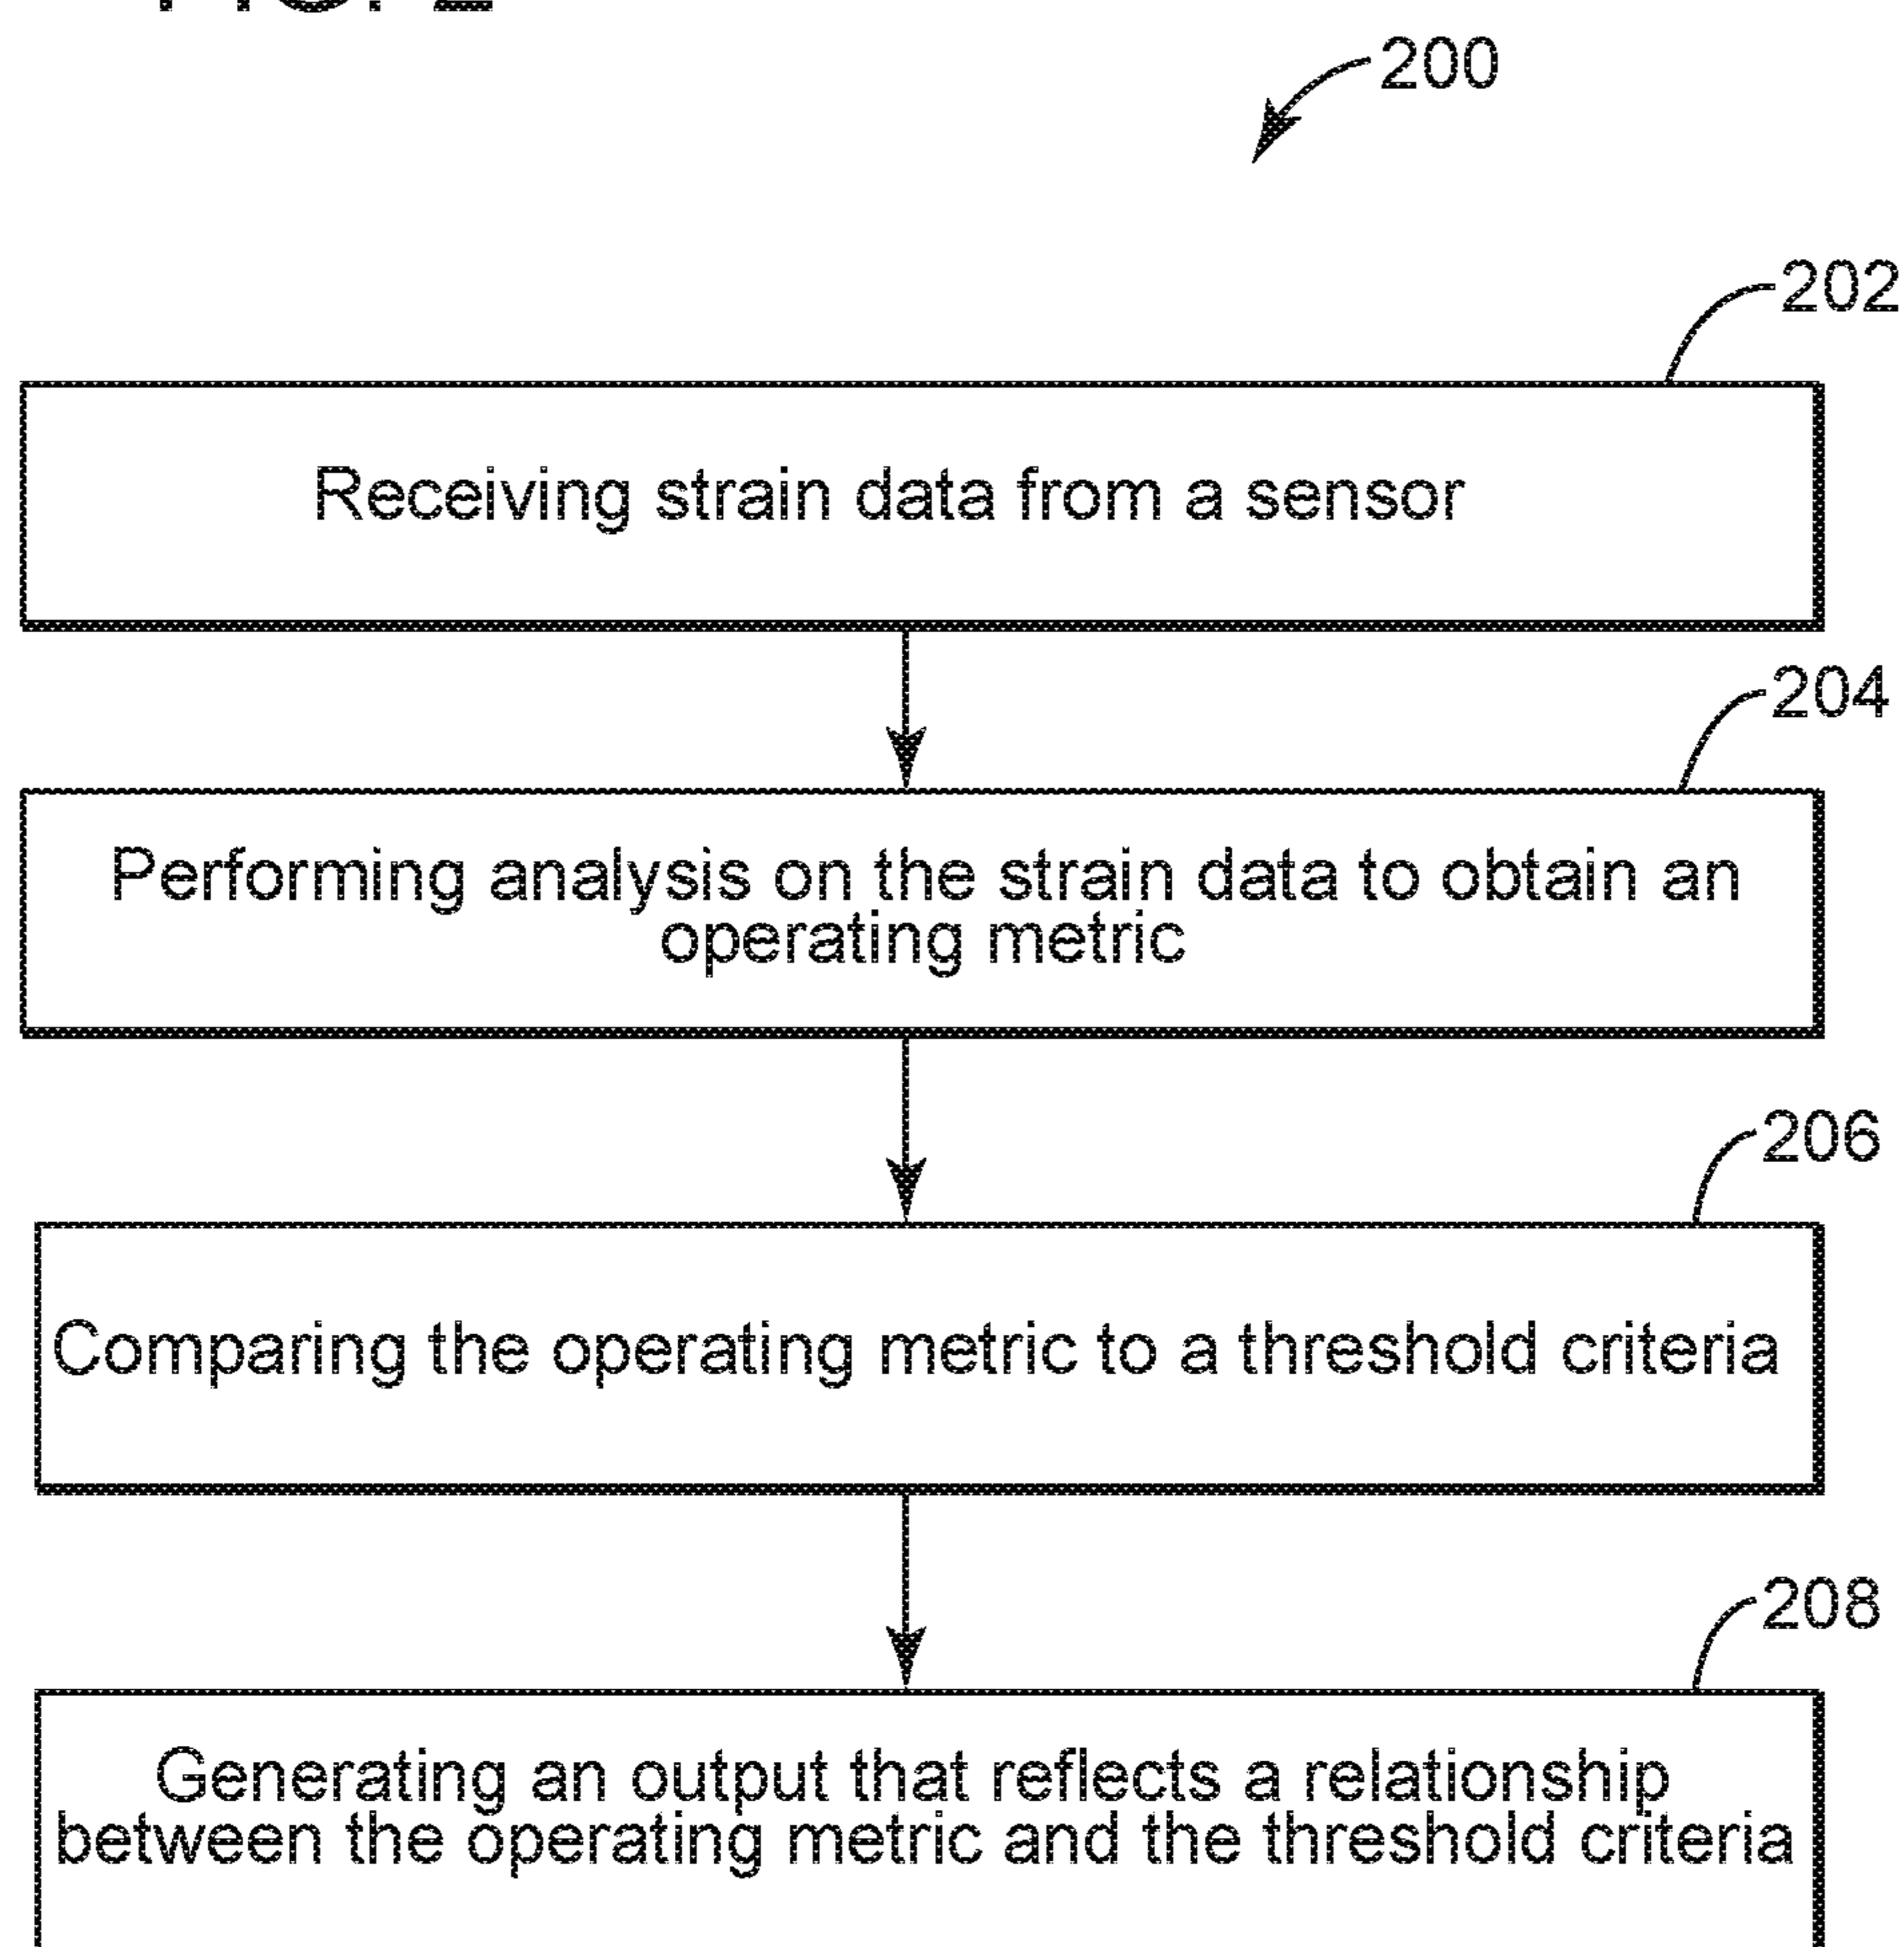 FIG. 2
200
202
Receiving strain data from a sensor
204
Performing analysis on the strain data to obtain an
operating metric
206
Comparing the operating metric to a threshold criteria
208
Generating an output that reflects a relationship
between the operating metric and the threshold criteria